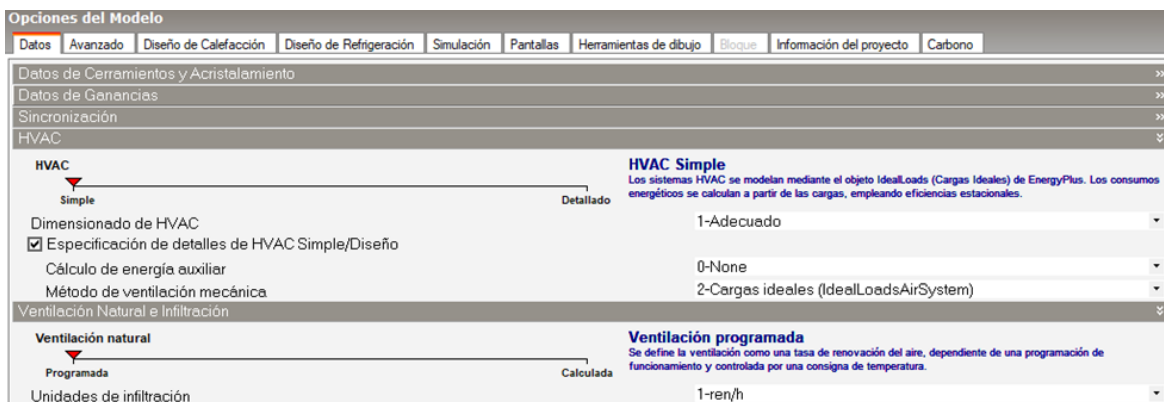 Opciones del Modelo
Datos Avanzado Diseño de Calefacción Diseño de Refrigeración Simulación Pantallas Herramientas de dibujo Bloque Información del proyecto Carbono
Datos de Cerramientos y Acristalamiento
Datos de Ganancias
Sincronización
HVAC
HVAC
Simple Detallado
HVAC Simple
Los sistemas HVAC se modelan mediante el objeto IdealLoads (Cargas Ideales) de EnergyPlus. Los consumos
energéticos se calculan a partir de las cargas, empleando eficiencias estacionales.
Dimensionado de HVAC 1-Adecuado
Especificación de detalles de HVAC Simple/Diseño
Cálculo de energía auxiliar 0-None
Método de ventilación mecánica 2-Cargas ideales (IdealLoadsAirSystem)
Ventilación Natural e Infiltración
Ventilación natural
Programada Calculada
Ventilación programada
Se define la ventilación como una tasa de renovación del aire, dependiente de una programación de
funcionamiento y controlada por una consigna de temperatura.
Unidades de infiltración 1-ren/h